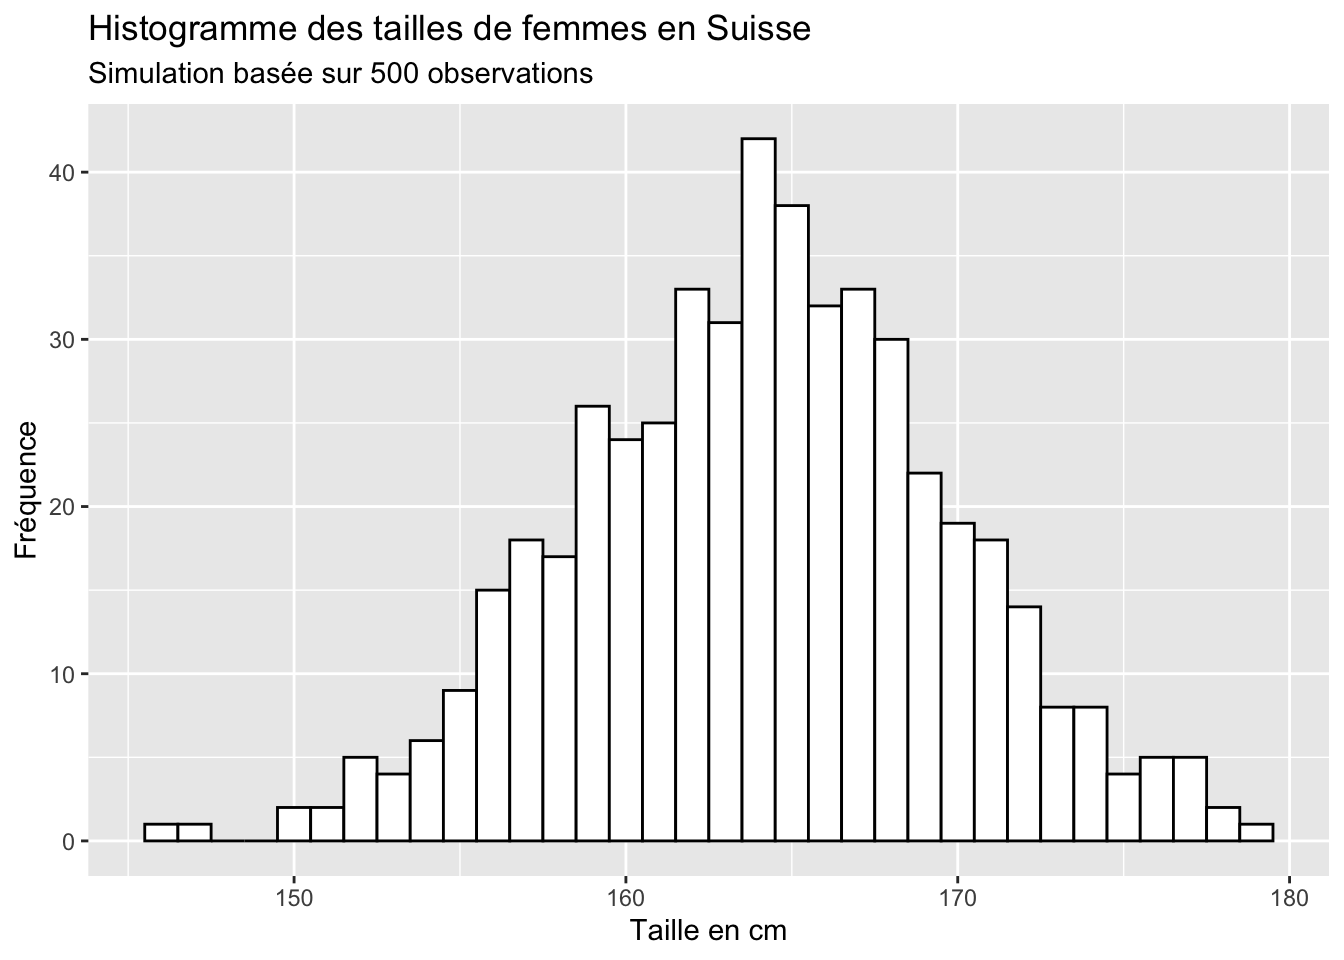 Histogramme des tailles de femmes en Suisse
Simulation basée sur 500 observations
Fréquence
40
30
20
10
0
150 160 170 180
Taille en cm